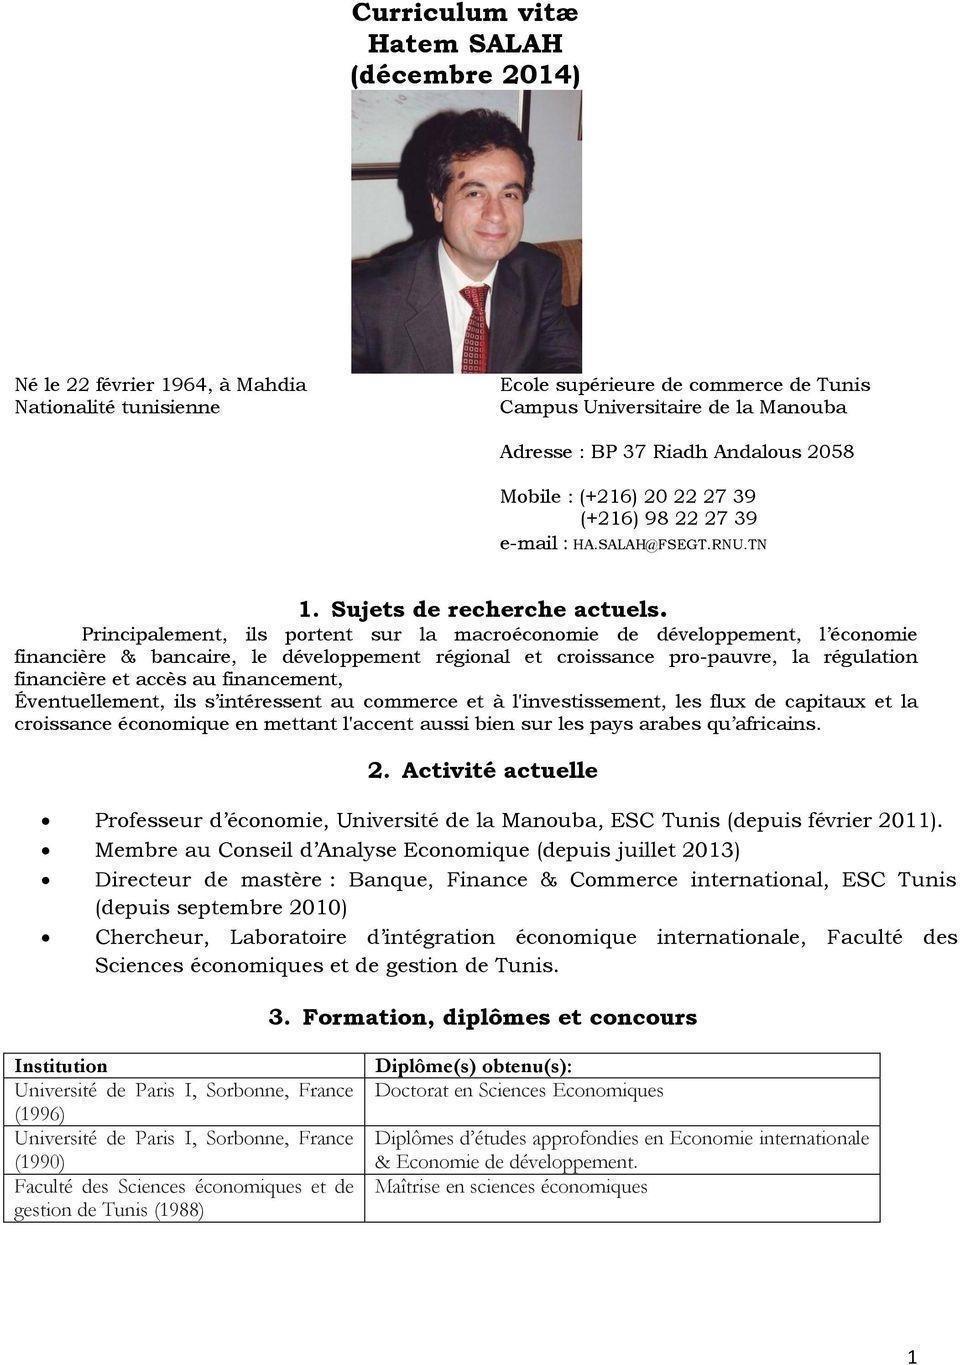 Curriculum vitæ
Hatem SALAH
(décembre 2014)
Né le 22 février 1964, à Mahdia
Nationalité tunisienne
Ecole supérieure de commerce de Tunis
Campus Universitaire de la Manouba
Adresse : BP 37 Riadh Andalous 2058
Mobile : (+216) 20 22 27 39
(+216) 98 22 27 39
e-mail : HA.SALAH@FSEGT.RNU.TN
1. Sujets de recherche actuels.
Principalement, ils portent sur la macroéconomie de développement, l’économie
financière & bancaire, le développement régional et croissance pro-pauvre, la régulation
financière et accès au financement,
Éventuellement, ils s’intéressent au commerce et à l'investissement, les flux de capitaux et la
croissance économique en mettant l'accent aussi bien sur les pays arabes qu’africains.
2. Activité actuelle
• Professeur d’économie, Université de la Manouba, ESC Tunis (depuis février 2011).
• Membre au Conseil d’Analyse Economique (depuis juillet 2013)
• Directeur de mastère : Banque, Finance & Commerce international, ESC Tunis
(depuis septembre 2010)
• Chercheur, Laboratoire d’intégration économique internationale, Faculté des
Sciences économiques et de gestion de Tunis.
3. Formation, diplômes et concours
Institution
Diplôme(s) obtenu(s):
Université de Paris I, Sorbonne, France
(1996)
Doctorat en Sciences Economiques
Université de Paris I, Sorbonne, France
(1990)
Diplômes d’études approfondies en Economie internationale
& Economie de développement.
Faculté des Sciences économiques et de
gestion de Tunis (1988)
Maîtrise en sciences économiques
1